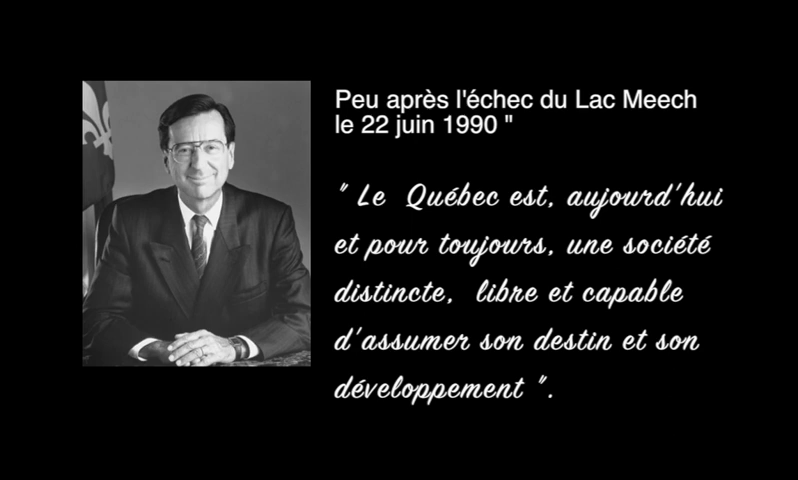 Peu après l'échec du Lac Meech
le 22 juin 1990 "
" Le Québec est, aujourd'hui
et pour toujours, une société
distincte, libre et capable
d'assumer son destin et son
développement ".